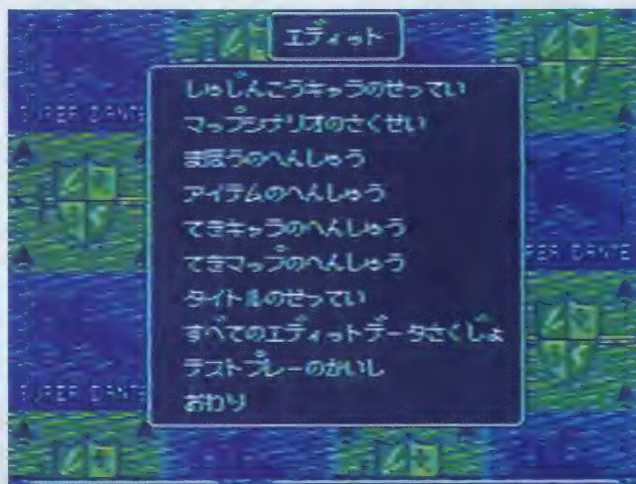 エディット
しゅじんこうキャラのせってい
マップシナリオのさくせい
まほうのへんしゅう
アイテムのへんしゅう
てきキャラのへんしゅう
てきマップのへんしゅう
タイトルのせってい
すべてのエディットデータさくじょ
テストプレーのかいし
おわり
SUPER DANTE
SUPER DANTE